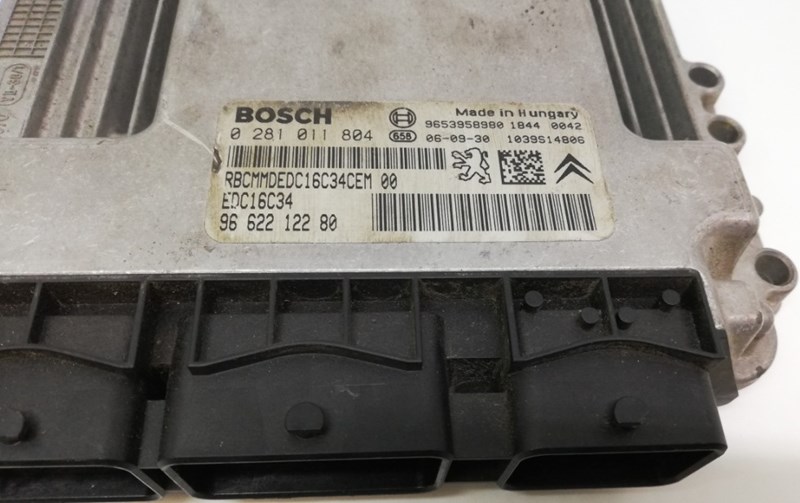 BOSCH
Made in Hungary
0 281 011 804
658
9653958980 1844 0042
06-09-30 1039S14806
RBCMMDEDC16C34CEM 00
EDC16C34
96 622 122 80